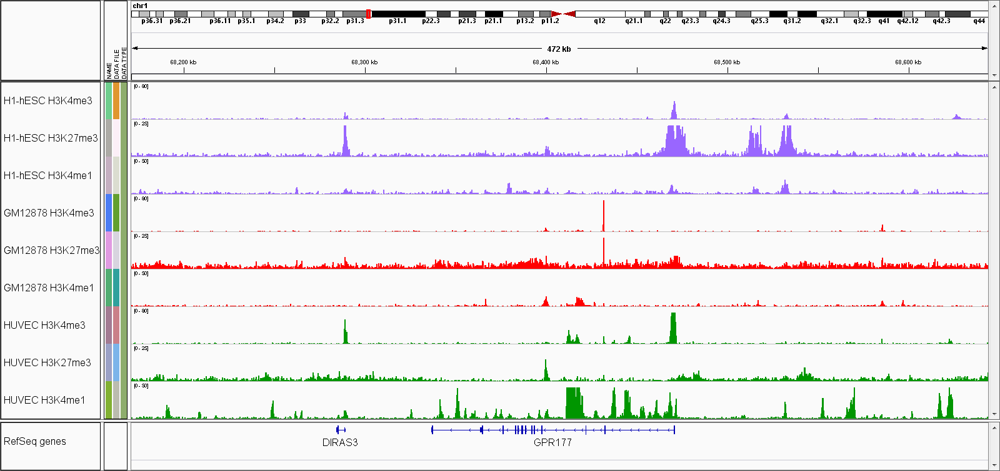 chr1
p36.31 p36.21 p36.11 p35.1 p34.2 p33 p32.2 p31.3 p31.1 p22.3 p21.3 p21.1 p13.2 p11.2 q12 q21.1 q22 q23.3 q24.3 q25.3 q31.2 q32.1 q32.3 q41 q42.12 q42.3 q44
472 kb
68,200 kb 68,300 kb 68,400 kb 68,500 kb 68,600 kb
NAME
DATA FILE
DATA TYPE
[0 - 80]
H1-hESC H3K4me3
[0 - 25]
H1-hESC H3K27me3
[0 - 50]
H1-hESC H3K4me1
[0 - 80]
GM12878 H3K4me3
[0 - 25]
GM12878 H3K27me3
[0 - 50]
GM12878 H3K4me1
[0 - 80]
HUVEC H3K4me3
[0 - 25]
HUVEC H3K27me3
[0 - 50]
HUVEC H3K4me1
RefSeq genes
DIRAS3 GPR177